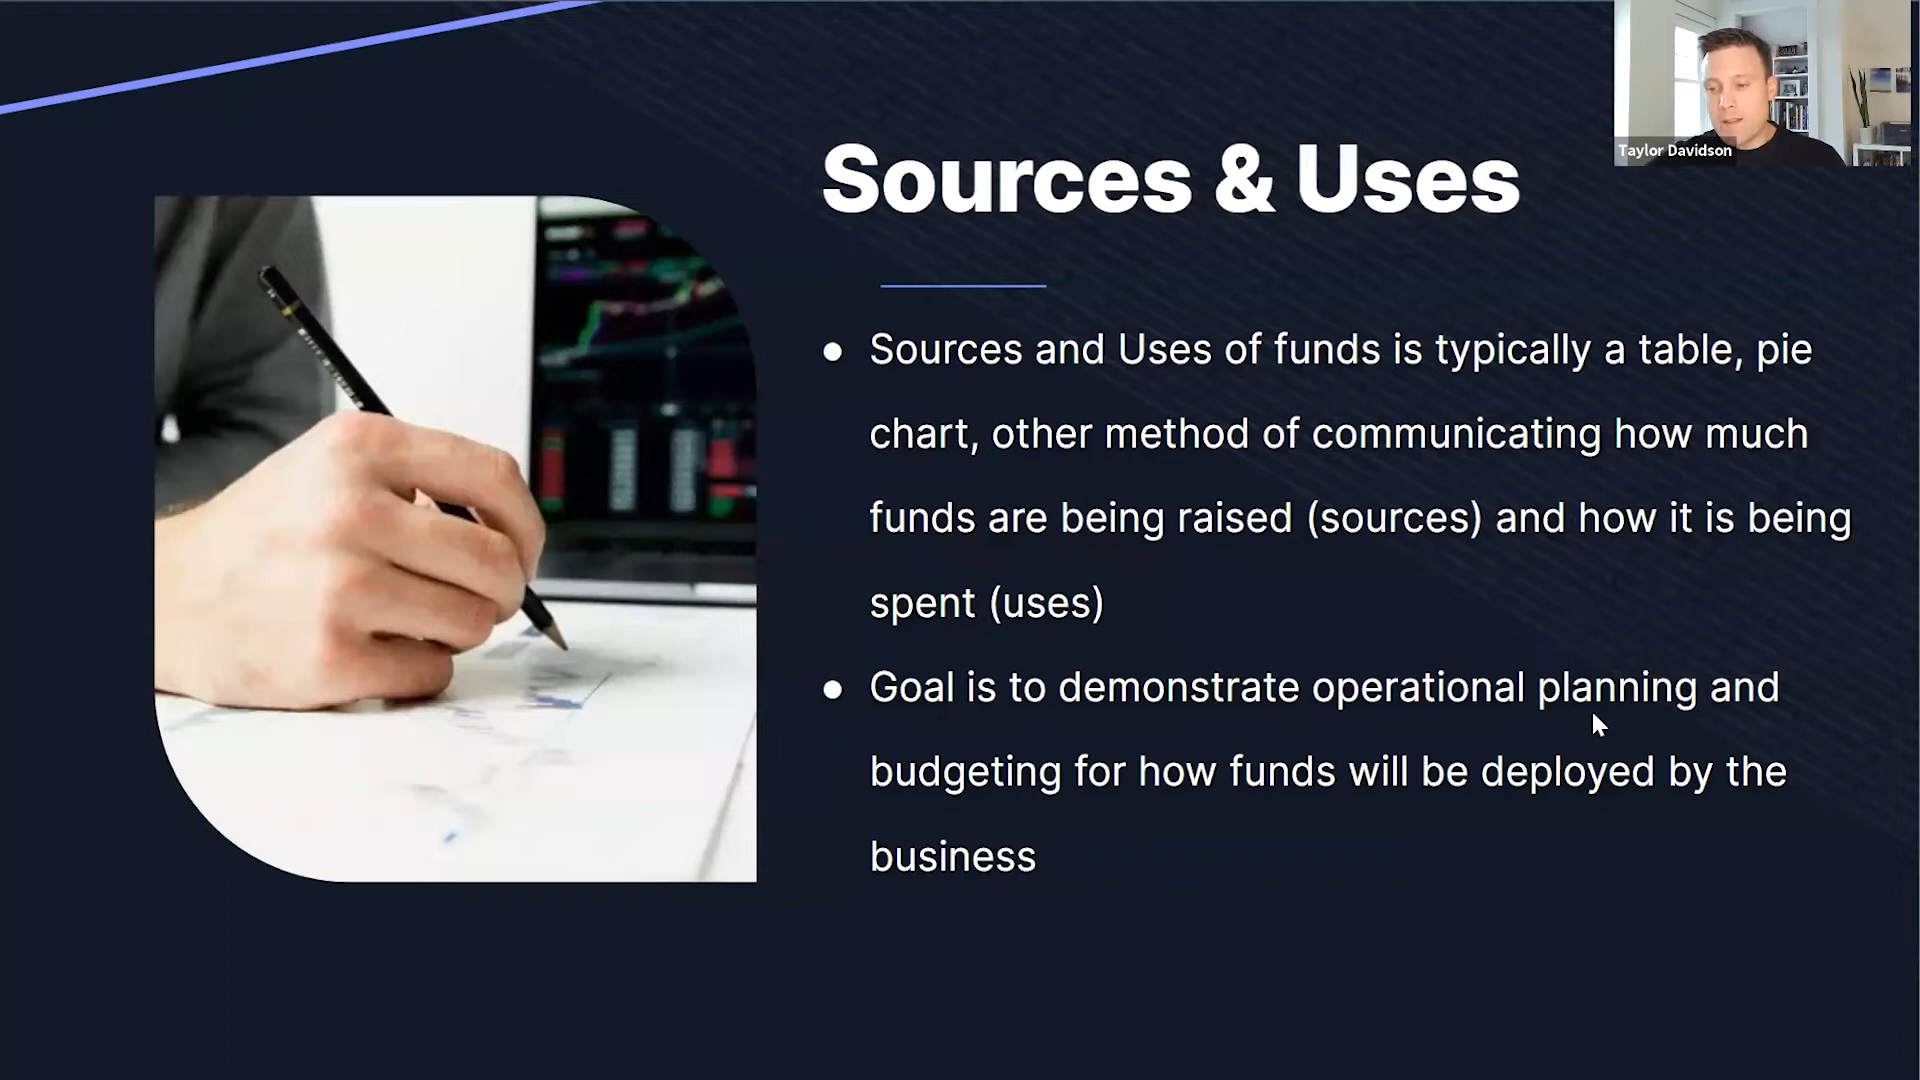 Taylor Davidson
Sources & Uses
● Sources and Uses of funds is typically a table, pie
chart, other method of communicating how much
funds are being raised (sources) and how it is being
spent (uses)
● Goal is to demonstrate operational planning and
budgeting for how funds will be deployed by the
business